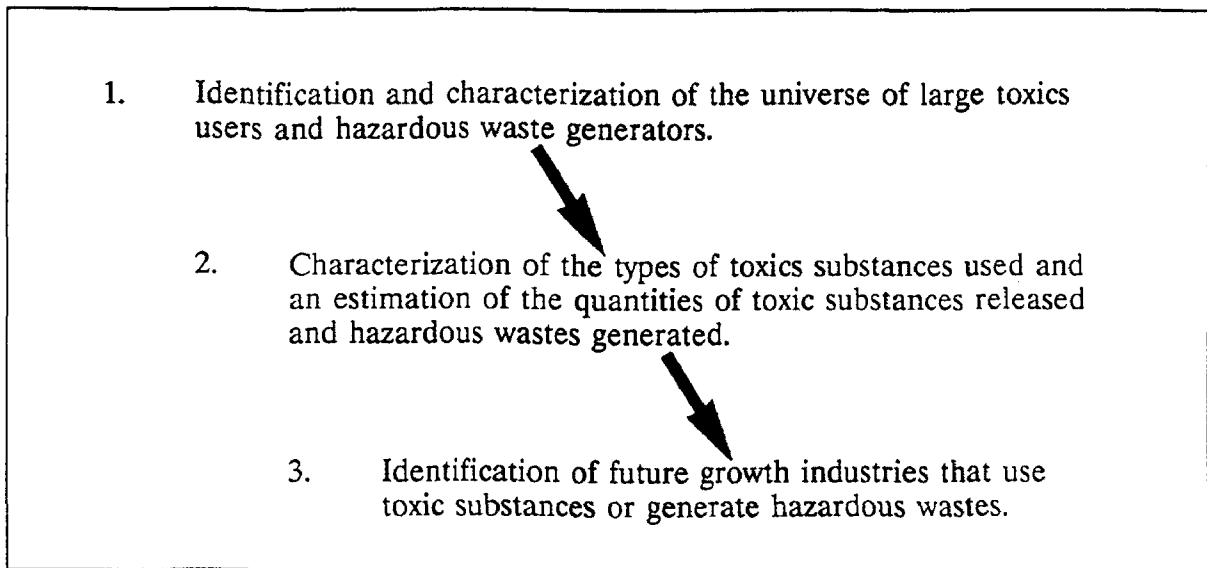 1. Identification and characterization of the universe of large toxics
users and hazardous waste generators.
2. Characterization of the types of toxics substances used and
an estimation of the quantities of toxic substances released
and hazardous wastes generated.
3. Identification of future growth industries that use
toxic substances or generate hazardous wastes.